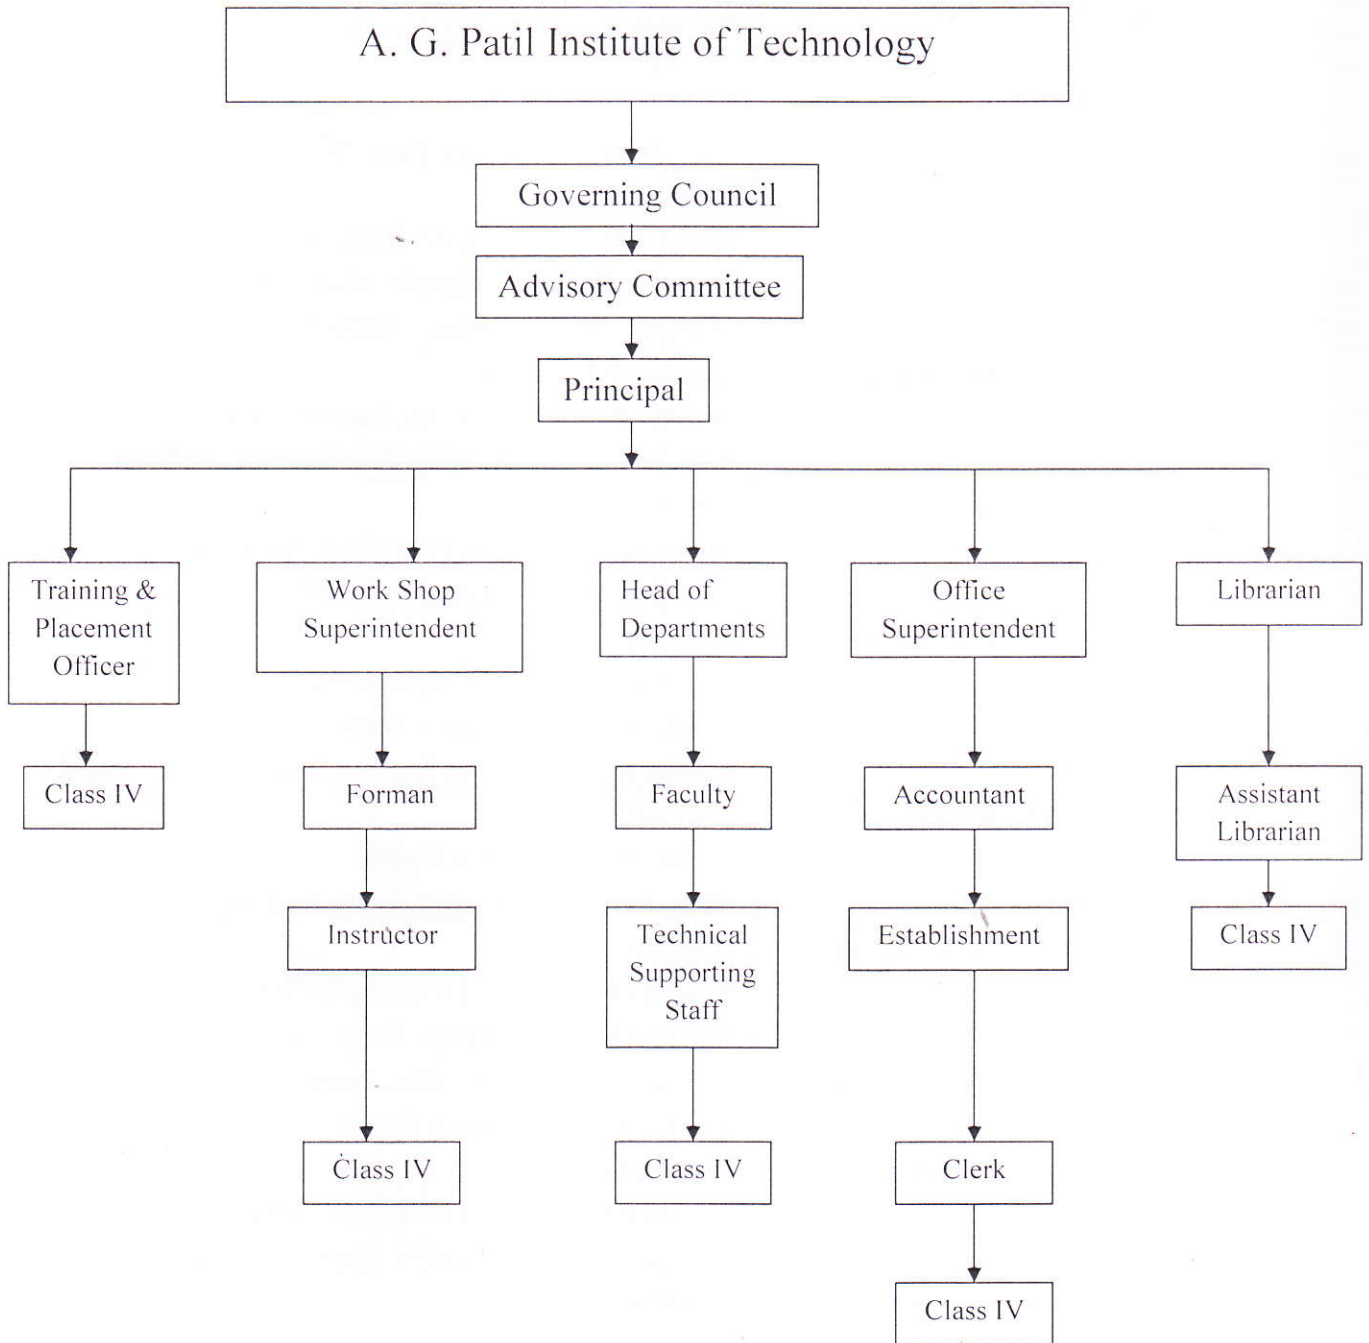 A. G. Patil Institute of Technology
Governing Council
Advisory Committee
Principal
Training &
Placement
Officer
Work Shop
Superintendent
Head of
Departments
Office
Superintendent
Librarian
Class IV
Forman
Faculty
Accountant
Assistant
Librarian
Instructor
Technical
Supporting
Staff
Establishment
Class IV
Class IV
Class IV
Clerk
Class IV